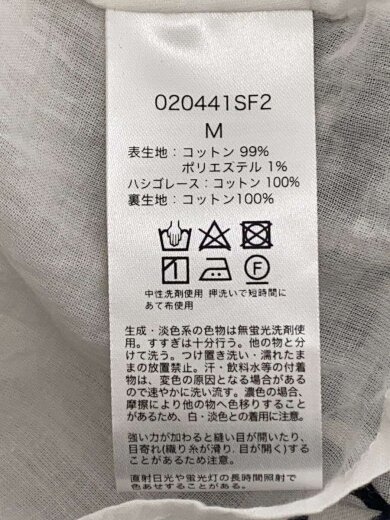 020441SF2
M
表生地：コットン 99%
ポリエステル 1%
ハシゴレース：コットン 100%
裏生地：コットン100%
F
中性洗剤使用 押洗いで短時間に
あて布使用
生成・淡色系の色物は無蛍光洗剤使
用。すすぎは十分行う。他の物と分
けて洗う。つけ置き洗い・濡れたま
まの放置禁止。汗・飲料水等の付着
物は、変色の原因となる場合がある
ので速やかに洗い流す。濃色の場合、
摩擦により他の物へ色移りすること
があるため、白・淡色との着用に注意。
強い力が加わると縫い目が開いたり、
目寄れ(織り糸が滑り、目が開く)する
ことがあるため注意。
直射日光や蛍光灯の長時間照射で
色あせすることがある。